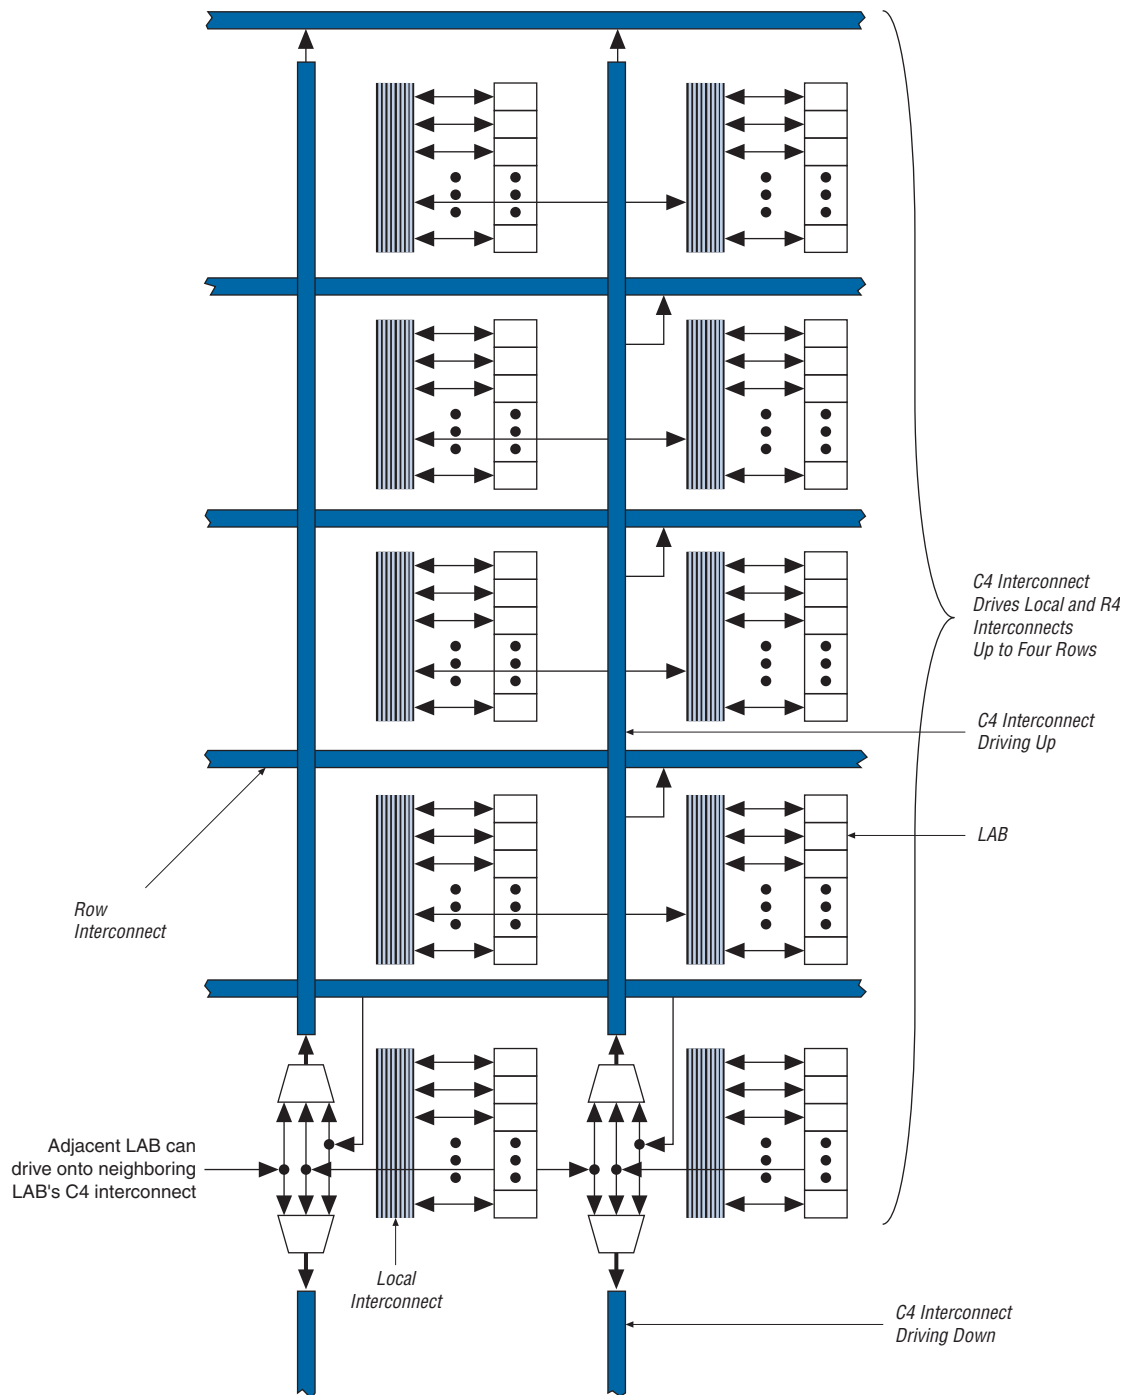 C4 Interconnect
Drives Local and R4
Interconnects
Up to Four Rows
C4 Interconnect
Driving Up
LAB
Row
Interconnect
Adjacent LAB can
drive onto neighboring
LAB's C4 interconnect
Local
Interconnect
C4 Interconnect
Driving Down